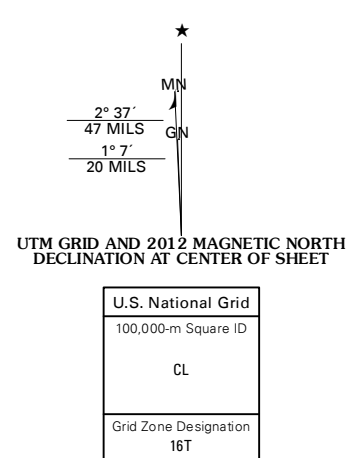 ★
MN
2° 37´
47 MILS
GN
1° 7´
20 MILS
UTM GRID AND 2012 MAGNETIC NORTH
DECLINATION AT CENTER OF SHEET
U.S. National Grid
100,000-m Square ID
CL
Grid Zone Designation
16T